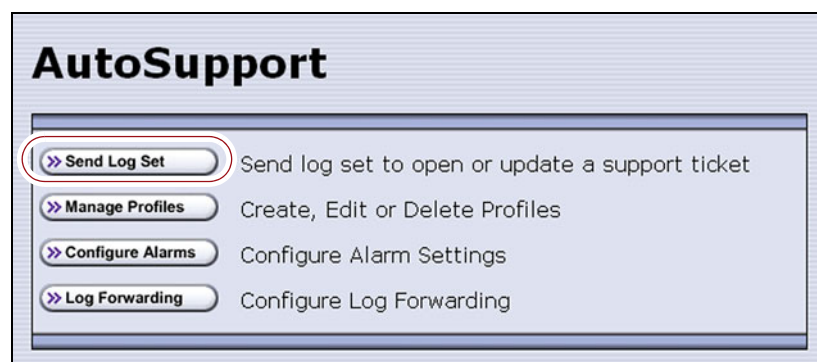 AutoSupport
» Send Log Set Send log set to open or update a support ticket
» Manage Profiles Create, Edit or Delete Profiles
» Configure Alarms Configure Alarm Settings
» Log Forwarding Configure Log Forwarding